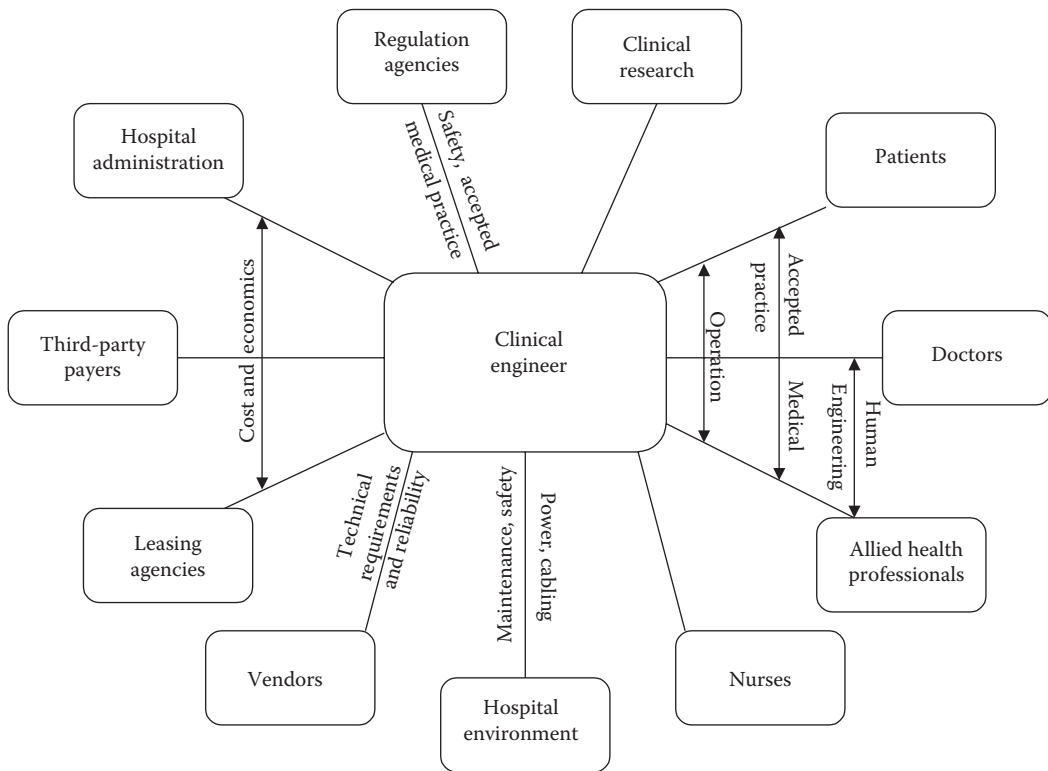 Regulation
agencies
Clinical
research
Hospital
administration
Patients
Safety, accepted
medical practice
Accepted
practice
Operation
Cost and economics
Third-party
payers
Clinical
engineer
Doctors
Medical
Human
Engineering
Technical
requirements
and reliability
Maintenance, safety
Power, cabling
Leasing
agencies
Allied health
professionals
Vendors
Hospital
environment
Nurses